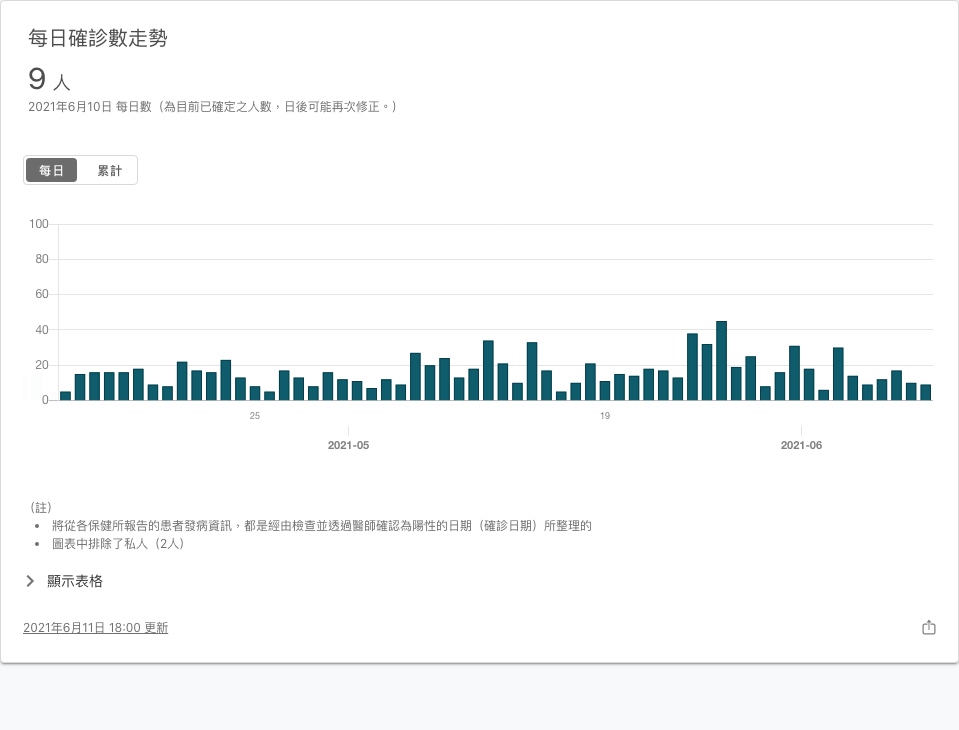 每日確診數走勢
9 人
2021年6月10日 每日數（為目前已確定之人數，日後可能再次修正。）
每日 累計
100
80
60
40
20
0
25 19
2021-05 2021-06
（註）
• 將從各保健所報告的患者發病資訊，都是經由檢查並透過醫師確認為陽性的日期（確診日期）所整理的
• 圖表中排除了私人（2人）
顯示表格
2021年6月11日 18:00 更新